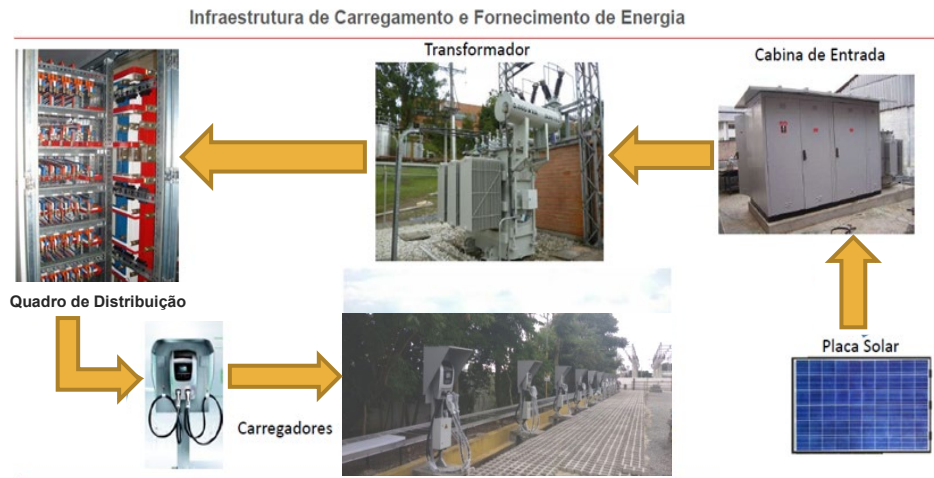 Infraestrutura de Carregamento e Fornecimento de Energia
Transformador
Cabina de Entrada
Quadro de Distribuição
Placa Solar
Carregadores